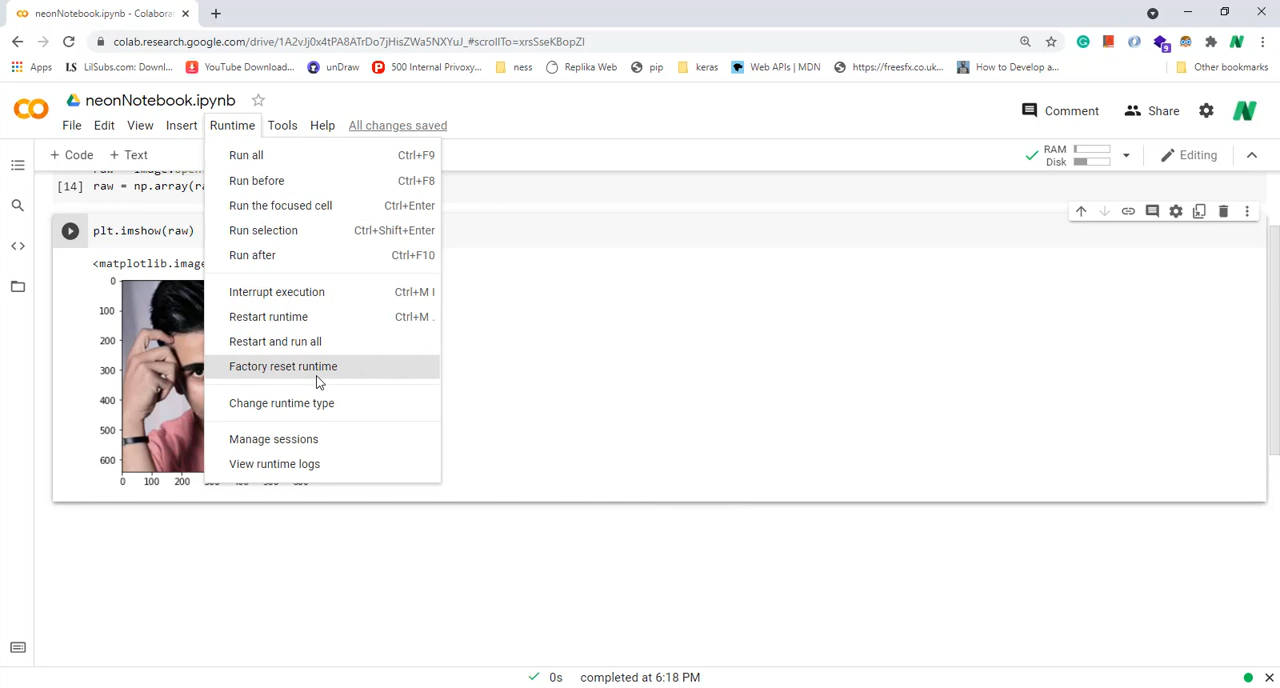 neonNotebook.ipynb - Colabora
colab.research.google.com/drive/1A2vJj0x4tPA8ATrDo7jHisZWa5NXYuJ_#scrollTo=xrsSseKBopZI
9
Apps LS LilSubs.com: Downl... YouTube Download... unDraw 500 Internal Privoxy... ness Replika Web pip keras Web APIs | MDN https://freesfx.co.uk... How to Develop a... Other bookmarks
neonNotebook.ipynb
Comment Share
File Edit View Insert Runtime Tools Help All changes saved
+ Code + Text
RAM
Disk
Editing
[14] raw = np.array(ra
plt.imshow(raw)
<matplotlib.image
0
100
200
300
400
500
600
0 100 200
Run all Ctrl+F9
Run before Ctrl+F8
Run the focused cell Ctrl+Enter
Run selection Ctrl+Shift+Enter
Run after Ctrl+F10
Interrupt execution Ctrl+M I
Restart runtime Ctrl+M .
Restart and run all
Factory reset runtime
Change runtime type
Manage sessions
View runtime logs
0s completed at 6:18 PM